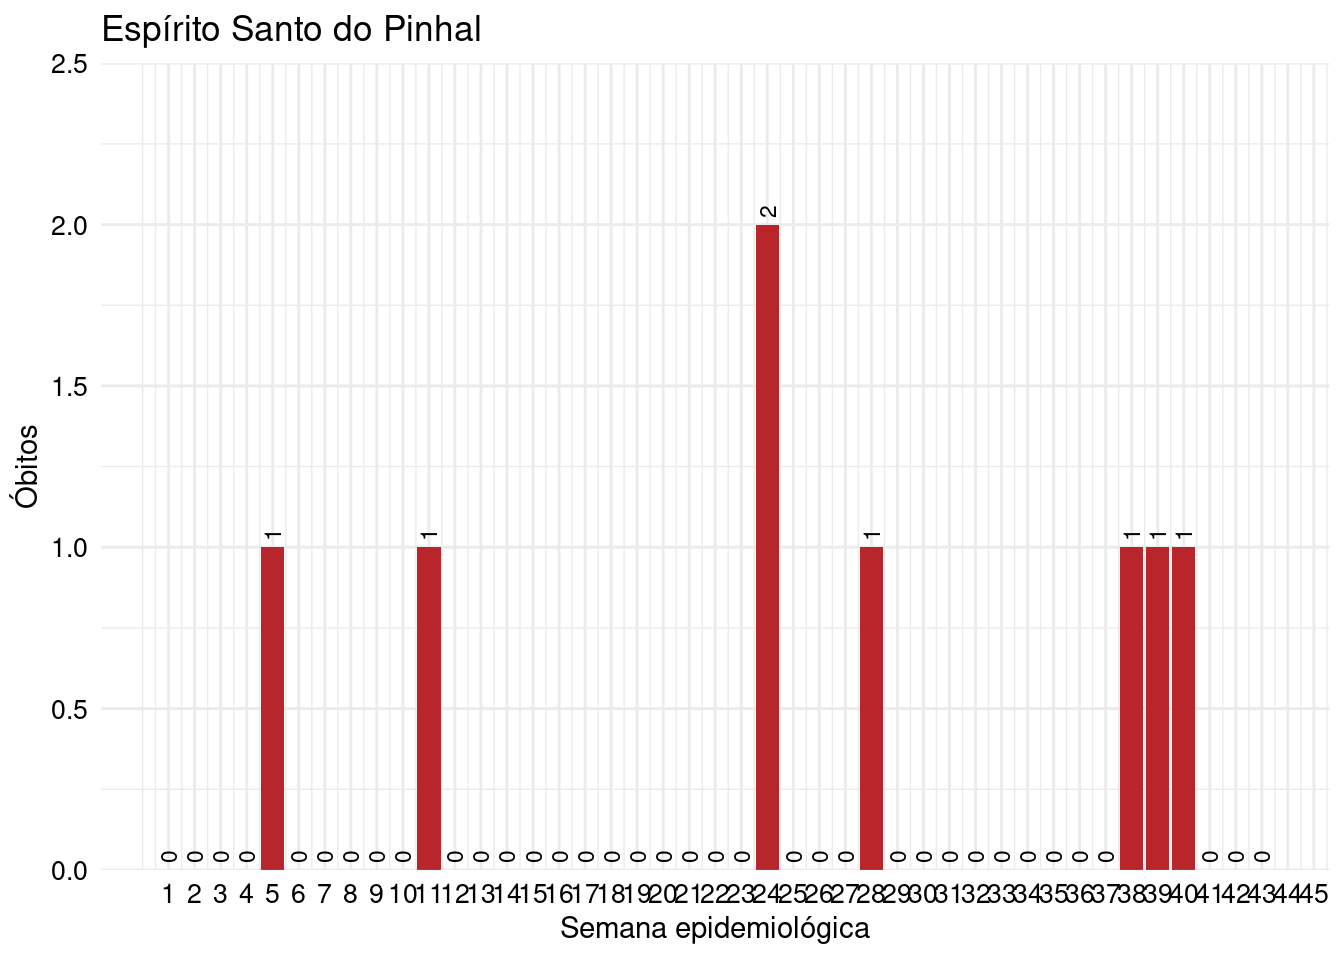 Espírito Santo do Pinhal
2.5
2.0
1.5
1.0
0.5
0.0
Óbitos
0 0 0 0 1 0 0 0 0 0 1 0 0 0 0 0 0 0 0 0 0 0 0 2 0 0 0 1 0 0 0 0 0 0 0 0 0 1 1 1 0 0 0
1 2 3 4 5 6 7 8 9 10 11 12 13 14 15 16 17 18 19 20 21 22 23 24 25 26 27 28 29 30 31 32 33 34 35 36 37 38 39 40 41 42 43 44 45
Semana epidemiológica